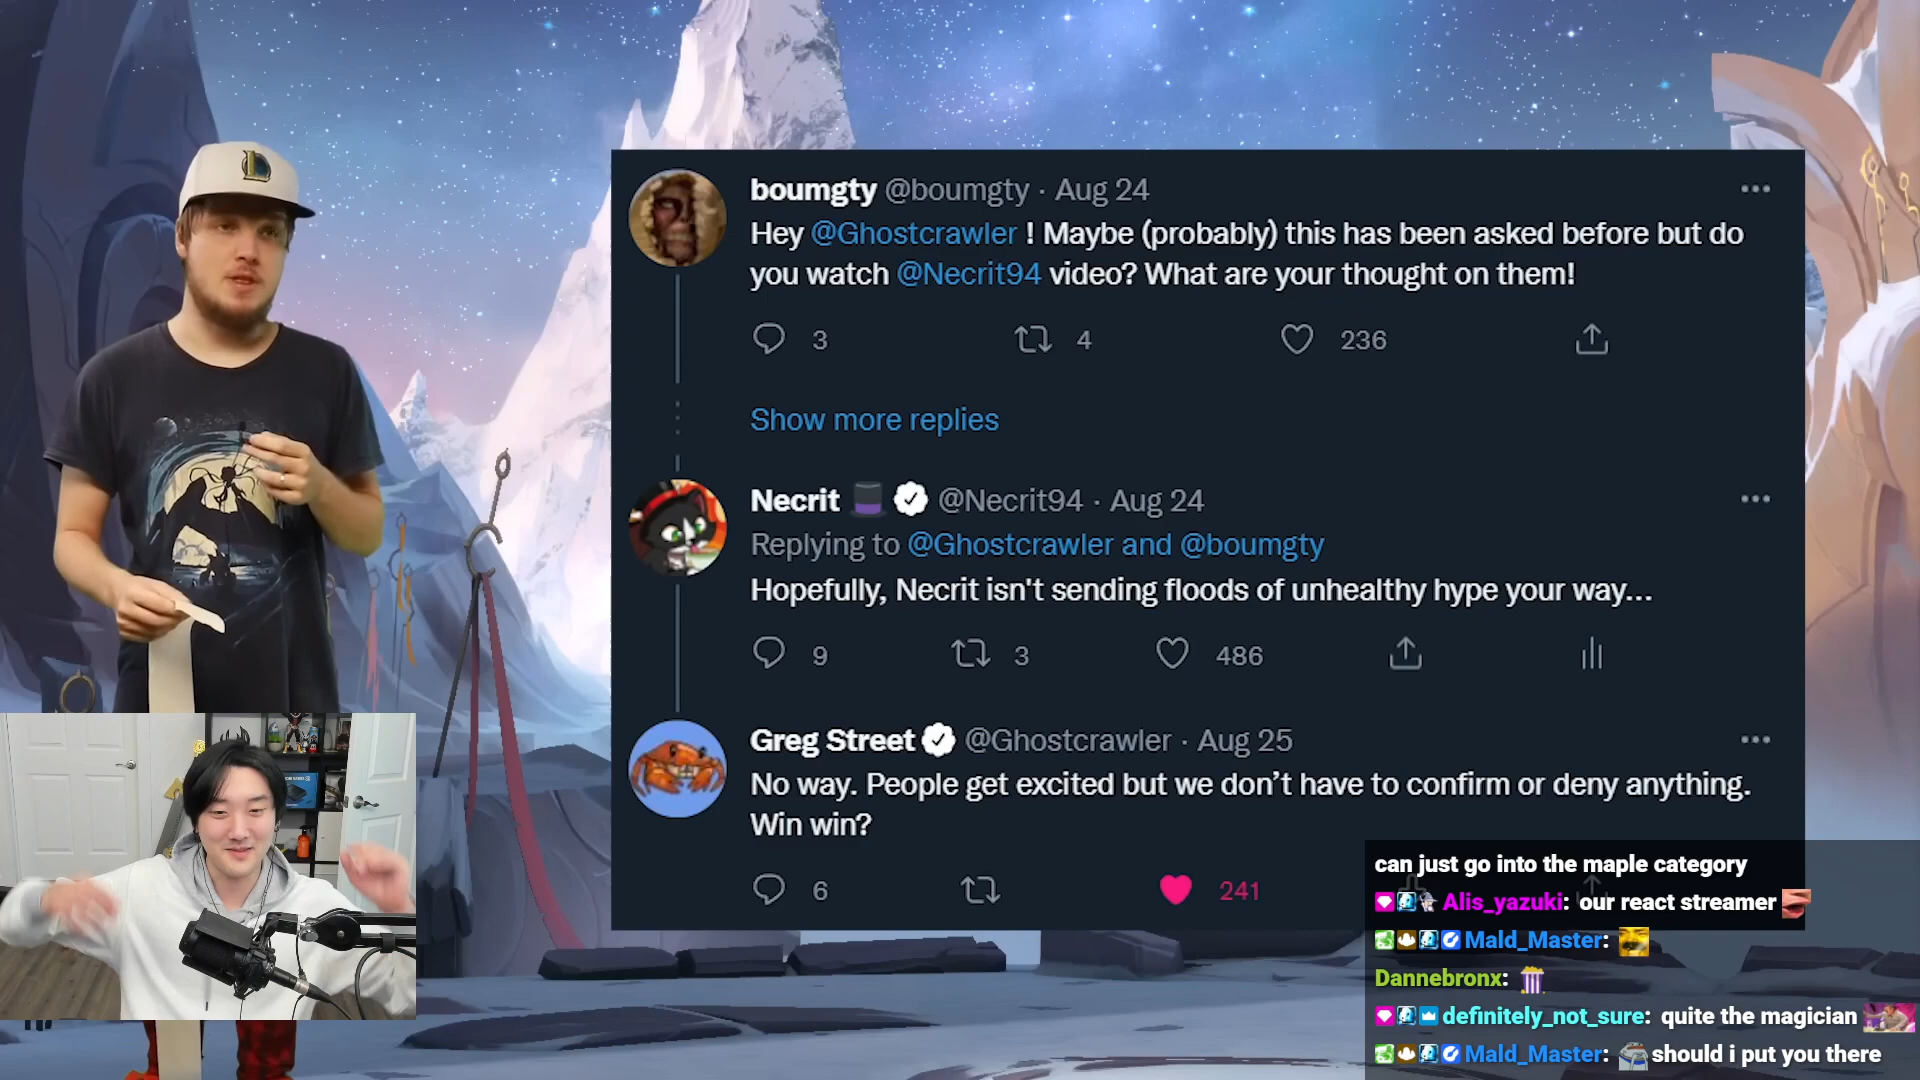 boumgty @boumgty · Aug 24
Hey @Ghostcrawler ! Maybe (probably) this has been asked before but do
you watch @Necrit94 video? What are your thought on them!
3 4 236
Show more replies
Necrit @Necrit94 · Aug 24
Replying to @Ghostcrawler and @boumgty
Hopefully, Necrit isn't sending floods of unhealthy hype your way...
9 3 486
Greg Street @Ghostcrawler · Aug 25
No way. People get excited but we don’t have to confirm or deny anything.
Win win?
6 241
can just go into the maple category
Alis_yazuki: our react streamer
Mald_Master:
Dannebronx:
definitely_not_sure: quite the magician
Mald_Master: should i put you there